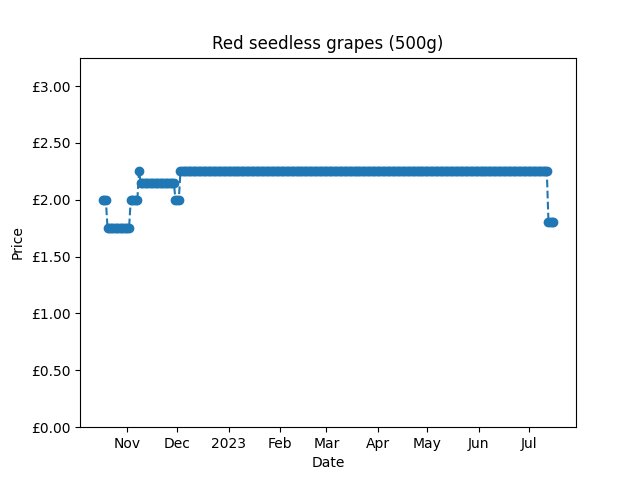 Red seedless grapes (500g)
£3.00
£2.50
£2.00
£1.50
£1.00
£0.50
£0.00
Price
Nov Dec 2023 Feb Mar Apr May Jun Jul
Date